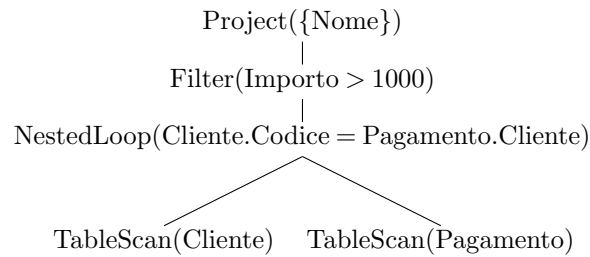 Project({Nome})
Filter(Importo > 1000)
NestedLoop(Cliente.Codice = Pagamento.Cliente)
TableScan(Cliente) TableScan(Pagamento)